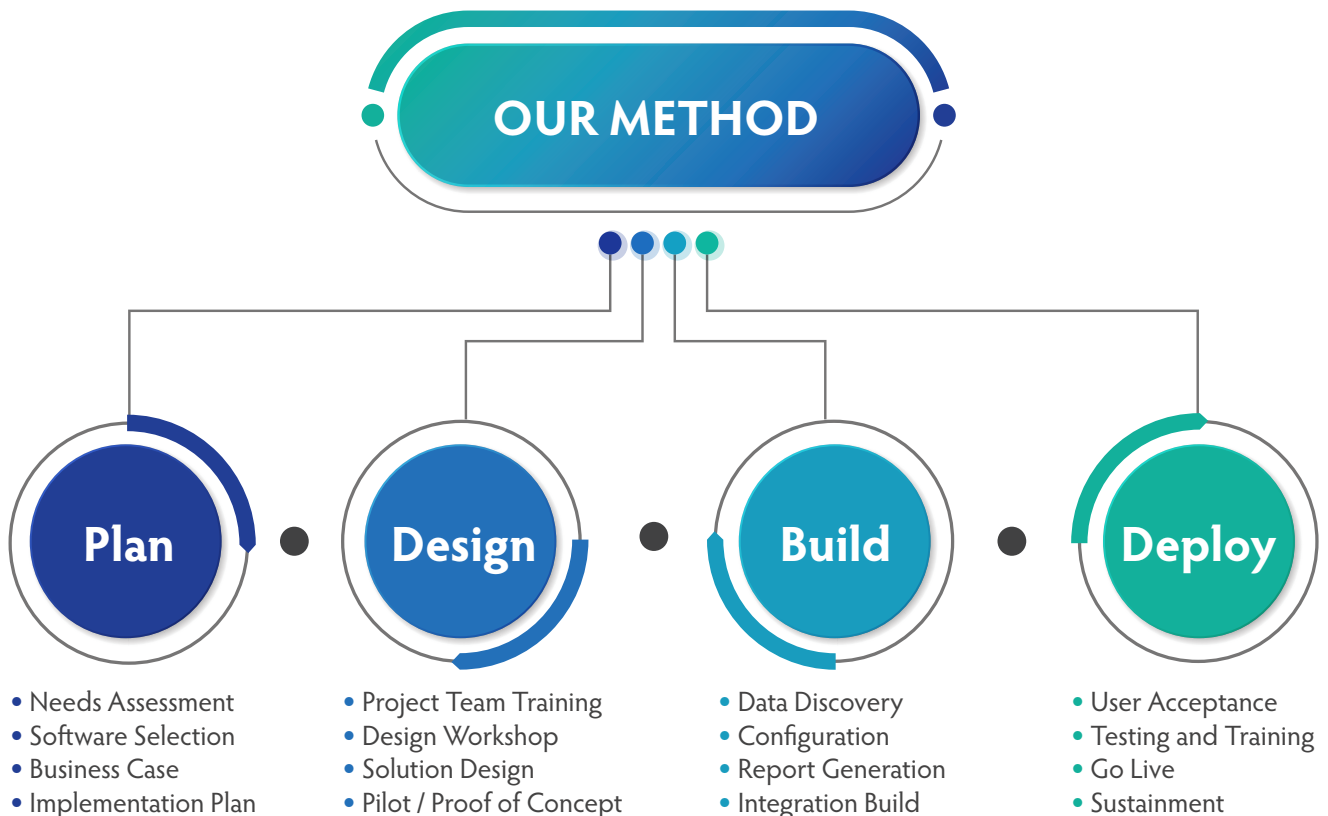 OUR METHOD
Plan
Design
Build
Deploy
• Needs Assessment
• Software Selection
• Business Case
• Implementation Plan
• Project Team Training
• Design Workshop
• Solution Design
• Pilot / Proof of Concept
• Data Discovery
• Configuration
• Report Generation
• Integration Build
• User Acceptance
• Testing and Training
• Go Live
• Sustainment